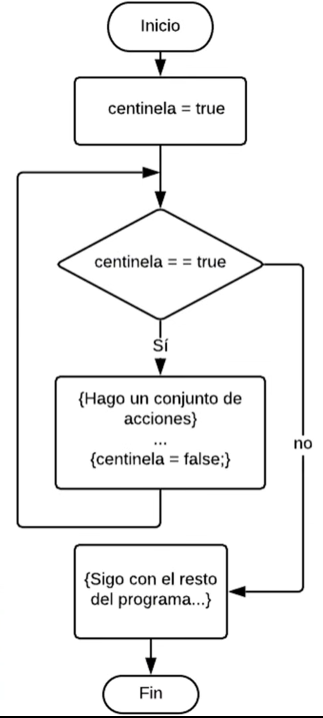 Inicio
centinela = true
centinela = = true
Sí
{Hago un conjunto de
acciones}
...
{centinela = false;}
no
{Sigo con el resto
del programa...}
Fin